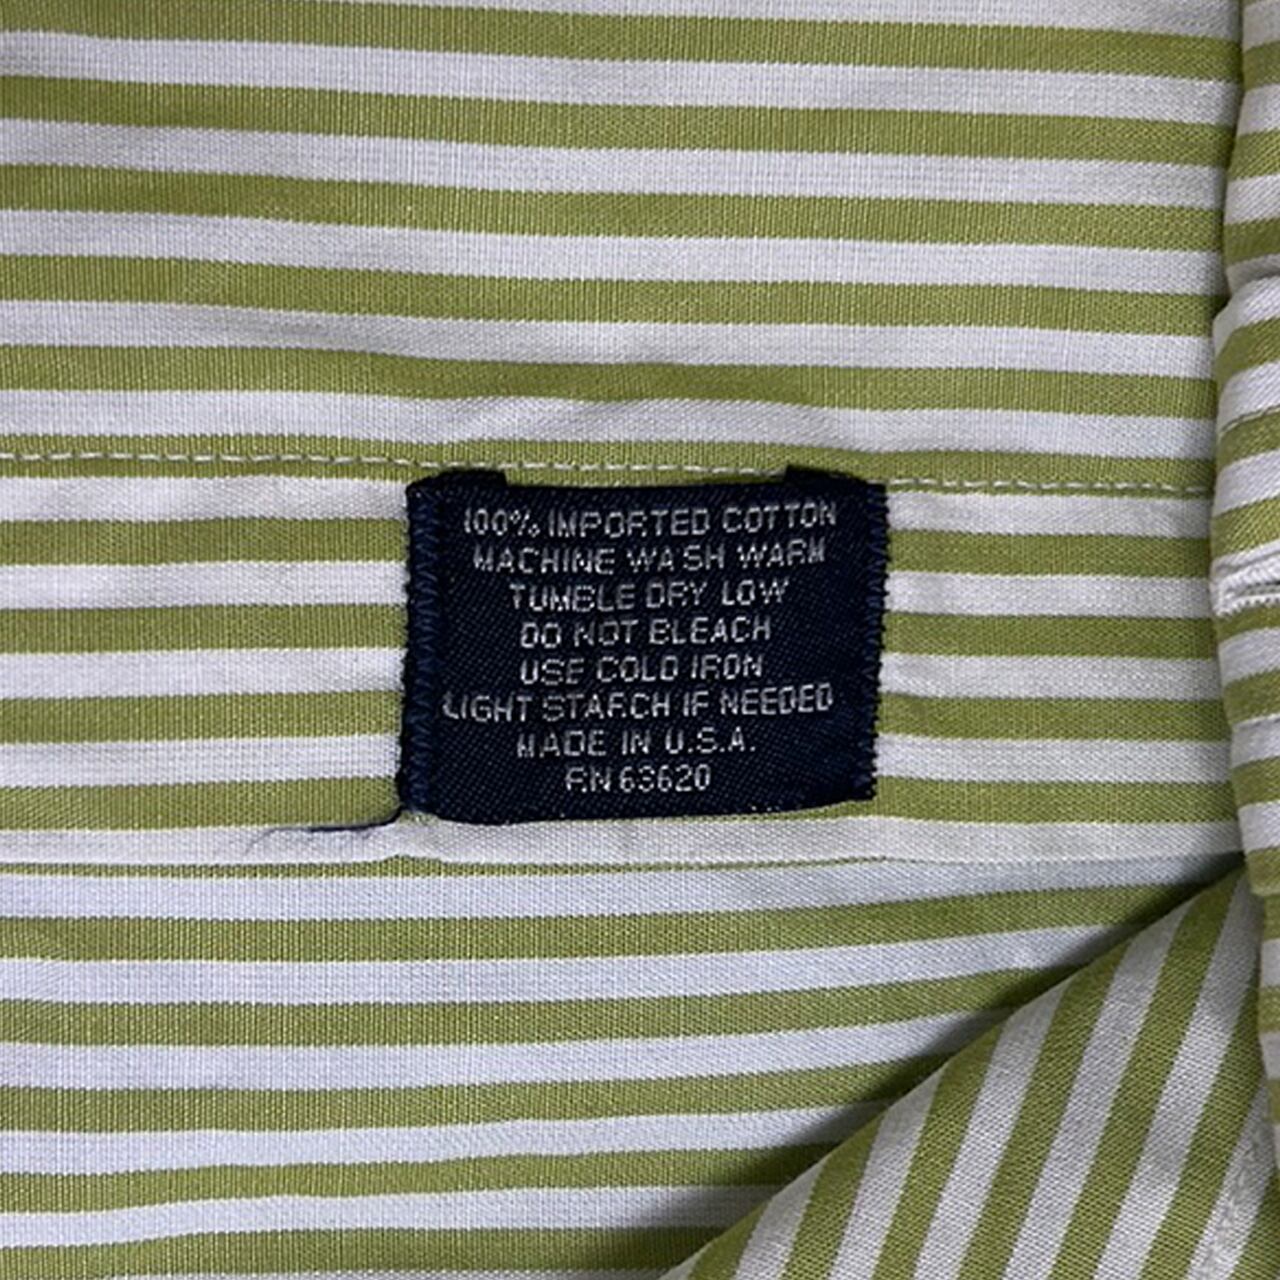 100% IMPORTED COTTON
MACHINE WASH WARM
TUMBLE DRY LOW
DO NOT BLEACH
USE COLD IRON
LIGHT STARCH IF NEEDED
MADE IN U.S.A.
RN 63620